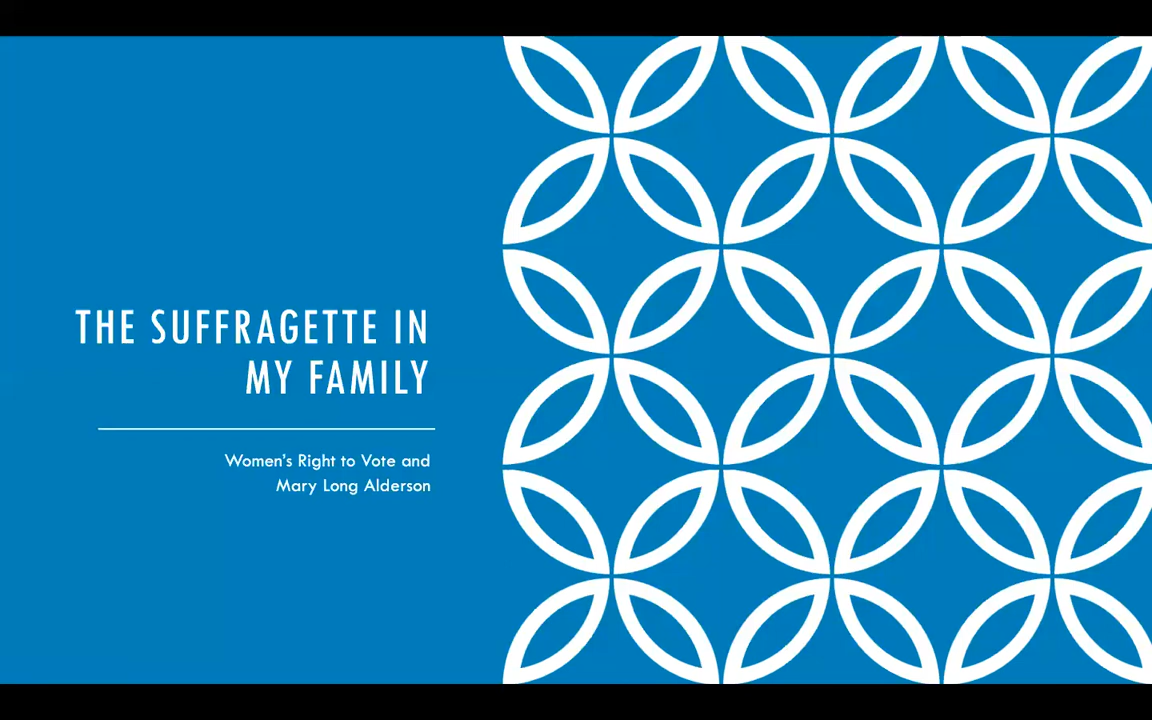 THE SUFFRAGETTE IN
MY FAMILY
Women's Right to Vote and
Mary Long Alderson